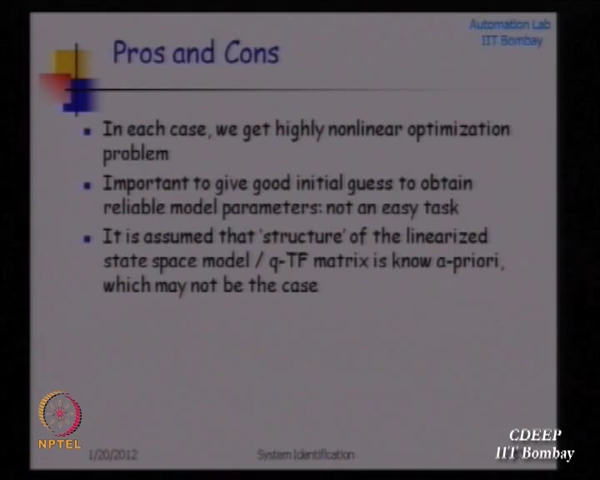 Automation Lab
IIT Bombay
Pros and Cons
In each case, we get highly nonlinear optimization
problem
Important to give good initial guess to obtain
reliable model parameters: not an easy task
It is assumed that 'structure' of the linearized
state space model / q-TF matrix is know a-priori,
which may not be the case
NPTEL
1/20/2012
System Identification
CDEEP
IIT Bombay